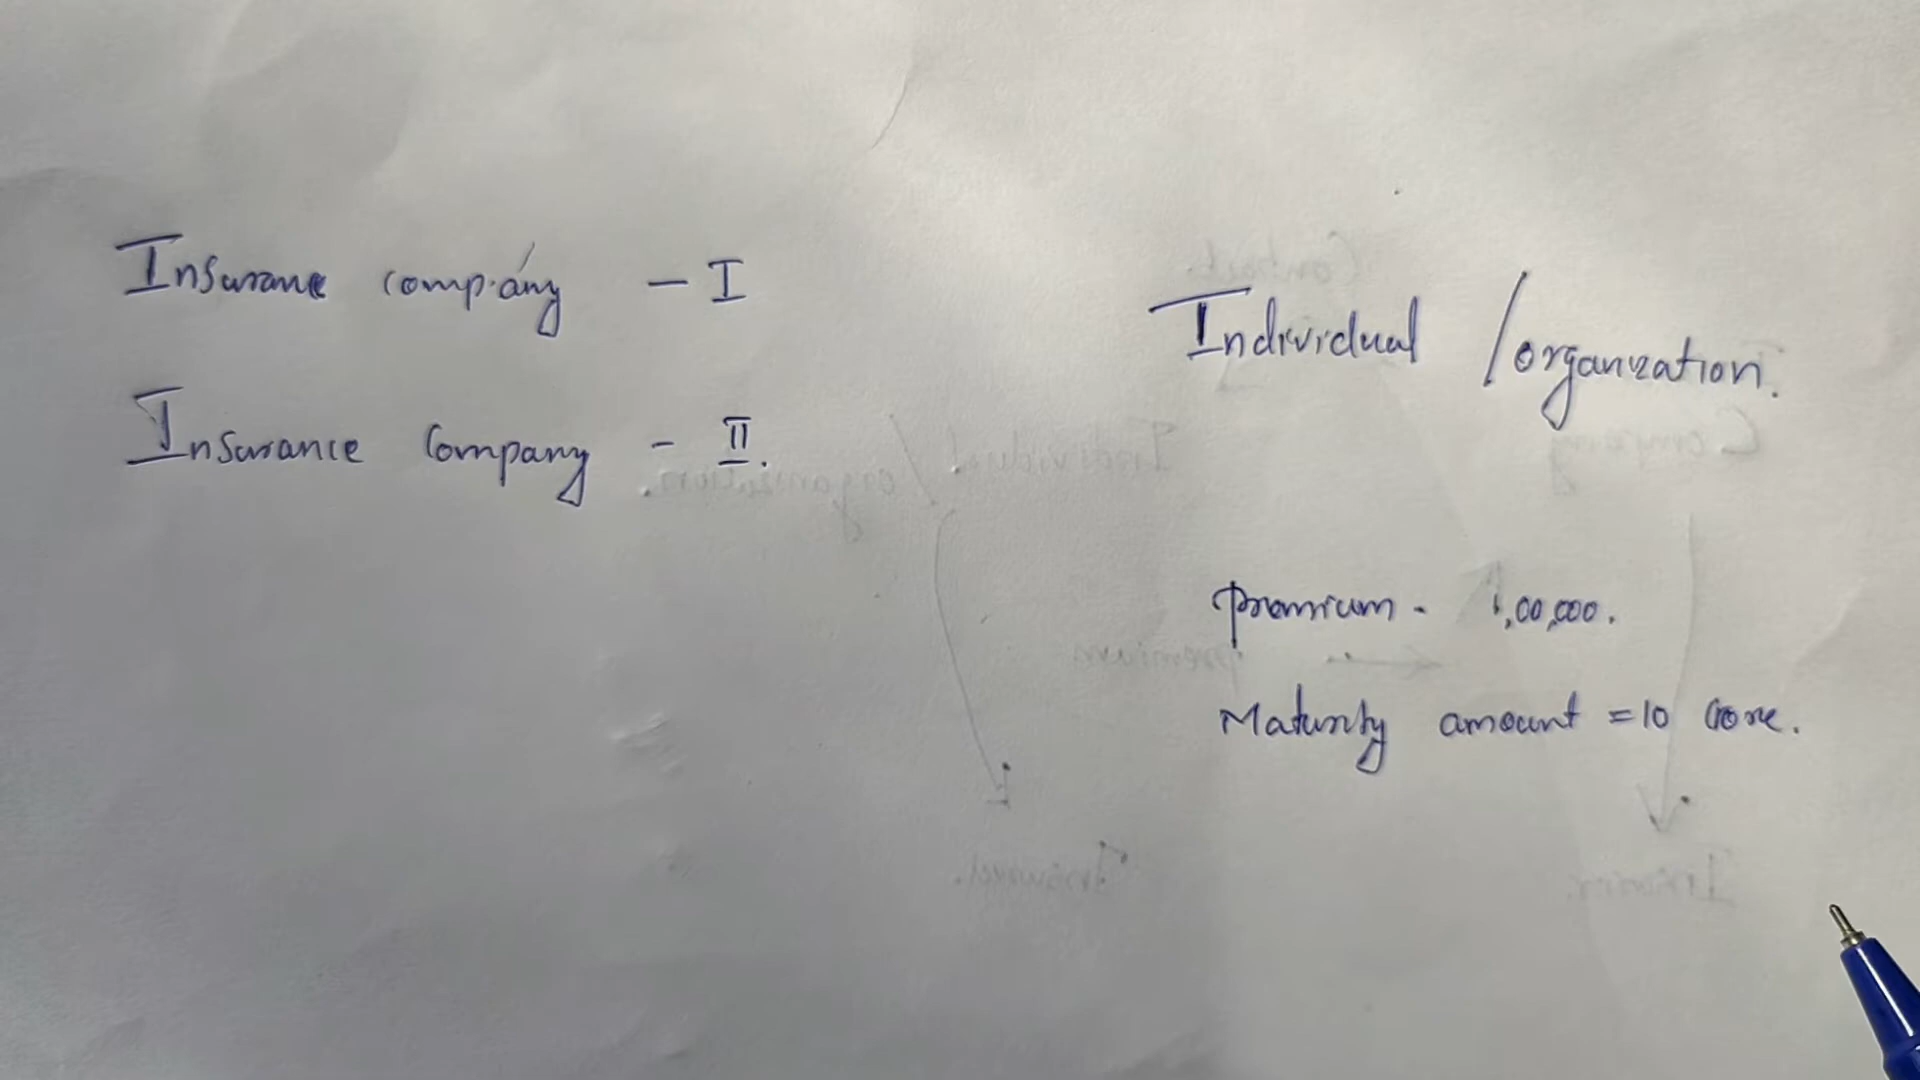 Insurance company - I
Insurance Company - II.
Individual / organization.
Premium - 1,00,000.
Maturity amount = 10 Crore.